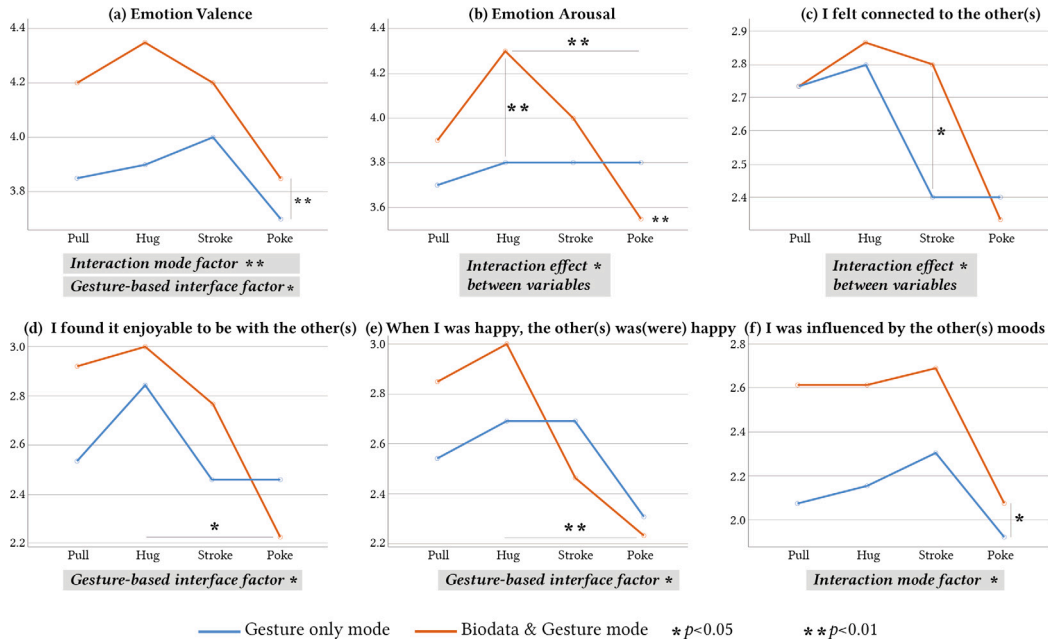 (a) Emotion Valence
4.4
4.2
4.0
3.8
**
Pull Hug Stroke Poke
Interaction mode factor **
Gesture-based interface factor *
(b) Emotion Arousal
4.4
4.2
4.0
3.8
3.6
**
**
**
Pull Hug Stroke Poke
Interaction effect *
between variables
(c) I felt connected to the other(s)
2.9
2.8
2.7
2.6
2.5
2.4
*
Pull Hug Stroke Poke
Interaction effect *
between variables
(d) I found it enjoyable to be with the other(s)
3.0
2.8
2.6
2.4
2.2
*
Pull Hug Stroke Poke
Gesture-based interface factor *
(e) When I was happy, the other(s) was(were) happy
3.0
2.8
2.6
2.4
2.2
**
Pull Hug Stroke Poke
Gesture-based interface factor *
(f) I was influenced by the other(s) moods
2.8
2.6
2.4
2.2
2.0
*
Pull Hug Stroke Poke
Interaction mode factor *
Gesture only mode Biodata & Gesture mode *p<0.05 **p<0.01